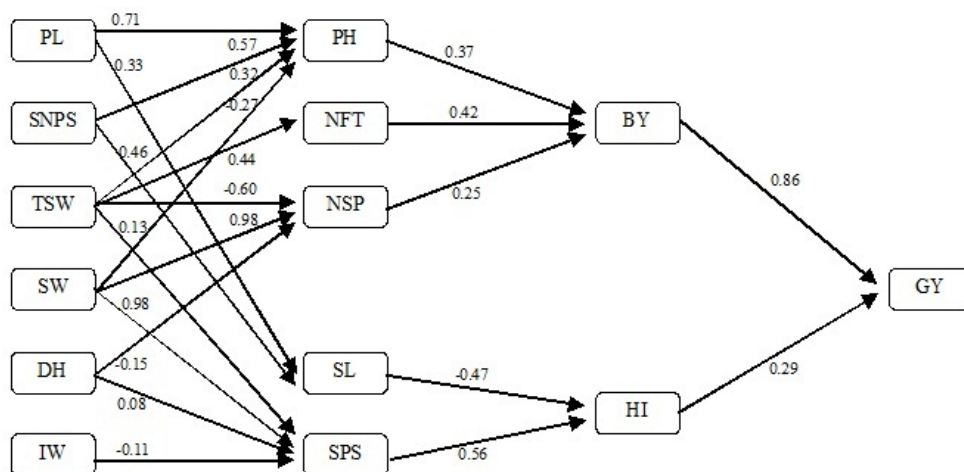 PL
0.71
PH
0.33
0.57
0.37
0.32
SNPS
-0.27
NFT
0.42
BY
0.46
0.44
0.86
TSW
-0.60
NSP
0.25
0.13
0.98
SW
GY
0.98
DH
-0.15
SL
-0.47
0.29
0.08
HI
IW
-0.11
SPS
0.56